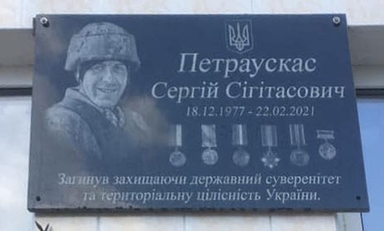 Петраускас
Сергій Сігітасович
18.12.1977 - 22.02.2021
Загинув захищаючи державний суверенітет
та територіальну цілісність України.